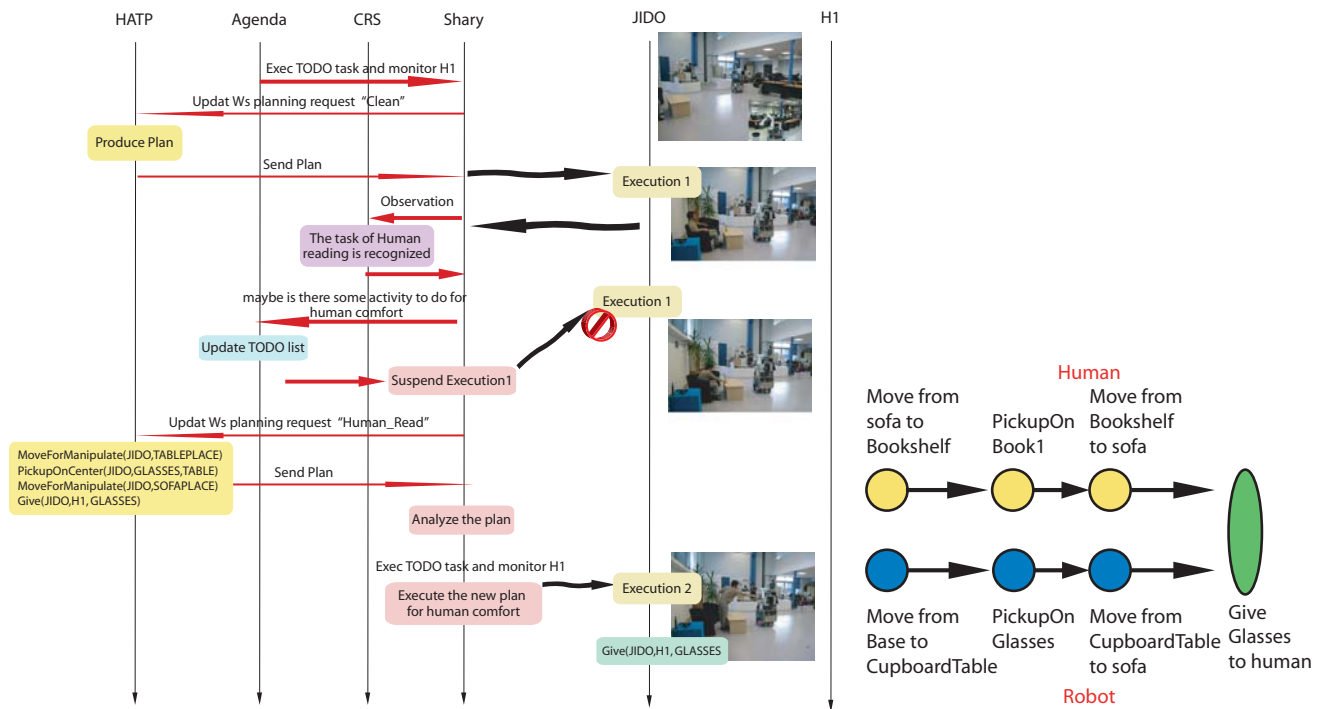 HATP
Agenda
CRS
Shary
JIDO
H1
Exec TODO task and monitor H1
Updat Ws planning request “Clean”
Produce Plan
Send Plan
Execution 1
Observation
The task of Human
reading is recognized
maybe is there some activity to do for
human comfort
Execution 1
Update TODO list
Suspend Execution1
Updat Ws planning request “Human_Read”
MoveForManipulate(JIDO,TABLEPLACE)
PickupOnCenter(JIDO,GLASSES,TABLE)
MoveForManipulate(JIDO,SOFAPLACE)
Give(JIDO,H1, GLASSES)
Send Plan
Analyze the plan
Exec TODO task and monitor H1
Execute the new plan
for human comfort
Execution 2
Give(JIDO,H1, GLASSES
Human
Move from
sofa to
Bookshelf
PickupOn
Book1
Move from
Bookshelf
to sofa
Move from
Base to
CupboardTable
PickupOn
Glasses
Move from
CupboardTable
to sofa
Give
Glasses
to human
Robot